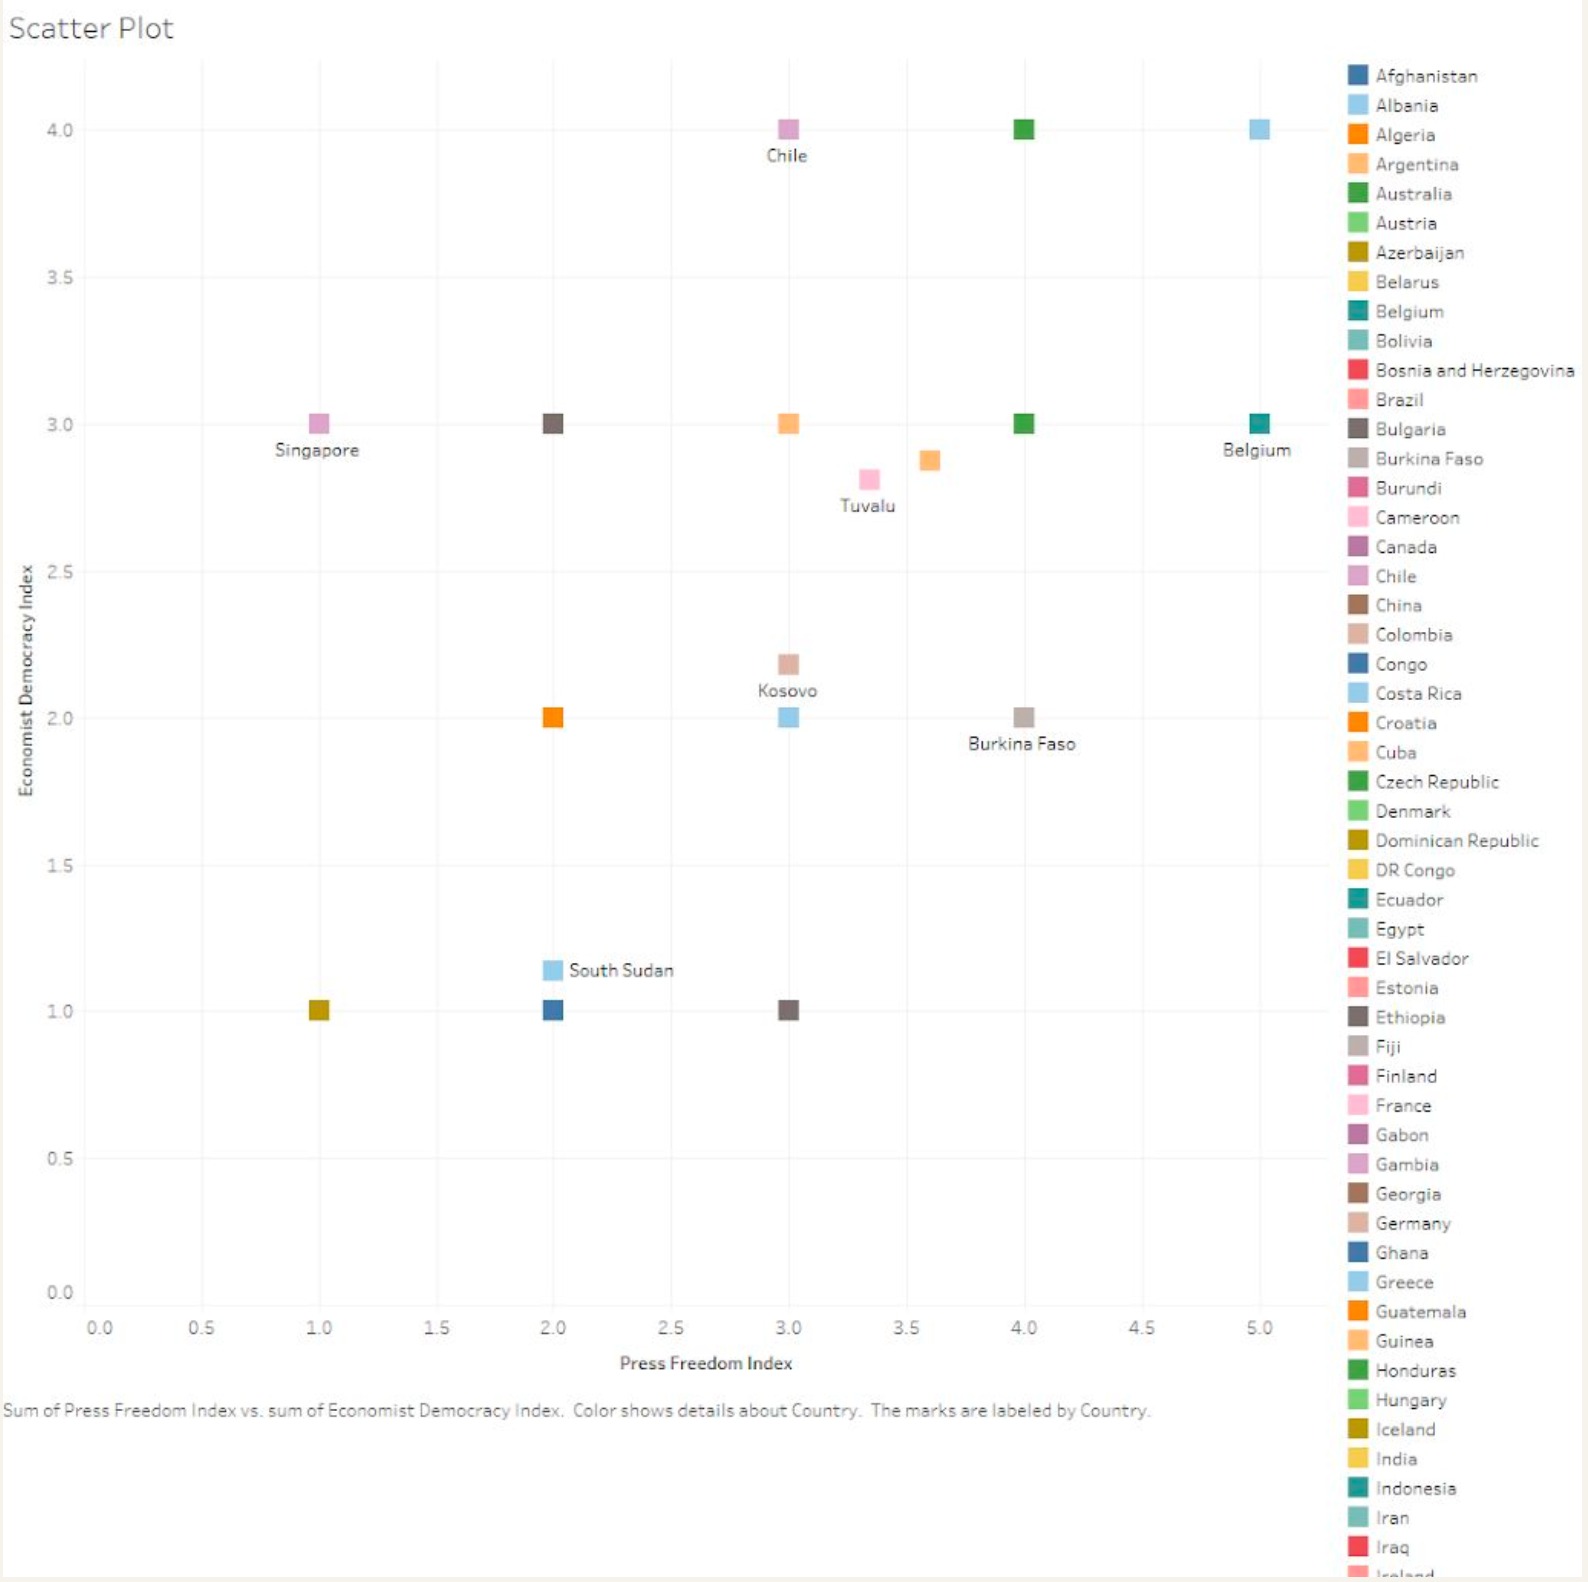 Scatter Plot
Afghanistan
Albania
Algeria
Argentina
Australia
Austria
Azerbaijan
Belarus
Belgium
Bolivia
Bosnia and Herzegovina
Brazil
Bulgaria
Burkina Faso
Burundi
Cameroon
Canada
Chile
China
Colombia
Congo
Costa Rica
Croatia
Cuba
Czech Republic
Denmark
Dominican Republic
DR Congo
Ecuador
Egypt
El Salvador
Estonia
Ethiopia
Fiji
Finland
France
Gabon
Gambia
Georgia
Germany
Ghana
Greece
Guatemala
Guinea
Honduras
Hungary
Iceland
India
Indonesia
Iran
Iraq
Ireland
Economist Democracy Index
4.0
3.5
3.0
2.5
2.0
1.5
1.0
0.5
0.0
Chile
Singapore
Belgium
Tuvalu
Kosovo
Burkina Faso
South Sudan
0.0 0.5 1.0 1.5 2.0 2.5 3.0 3.5 4.0 4.5 5.0
Press Freedom Index
Sum of Press Freedom Index vs. sum of Economist Democracy Index. Color shows details about Country. The marks are labeled by Country.